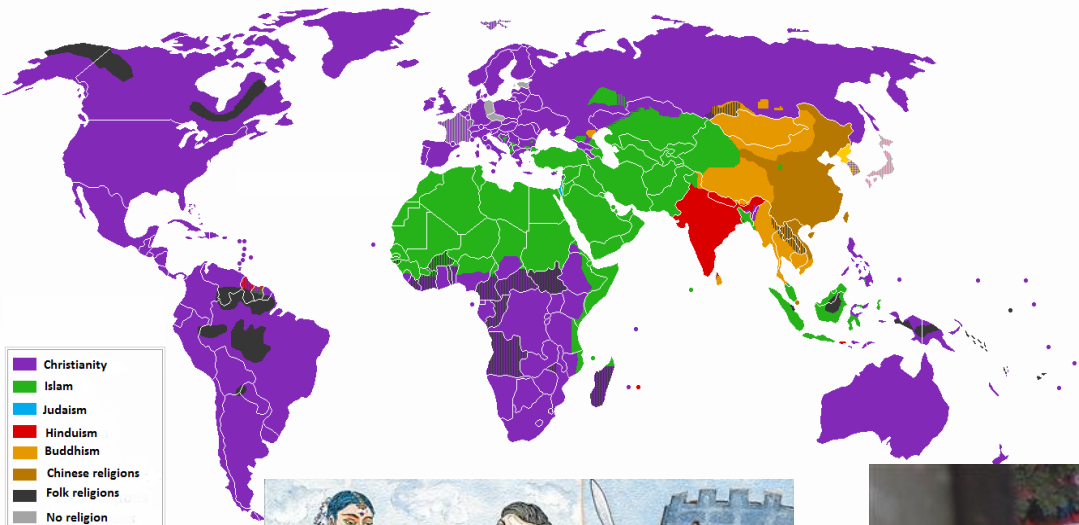 Christianity
Islam
Judaism
Hinduism
Buddhism
Chinese religions
Folk religions
No religion